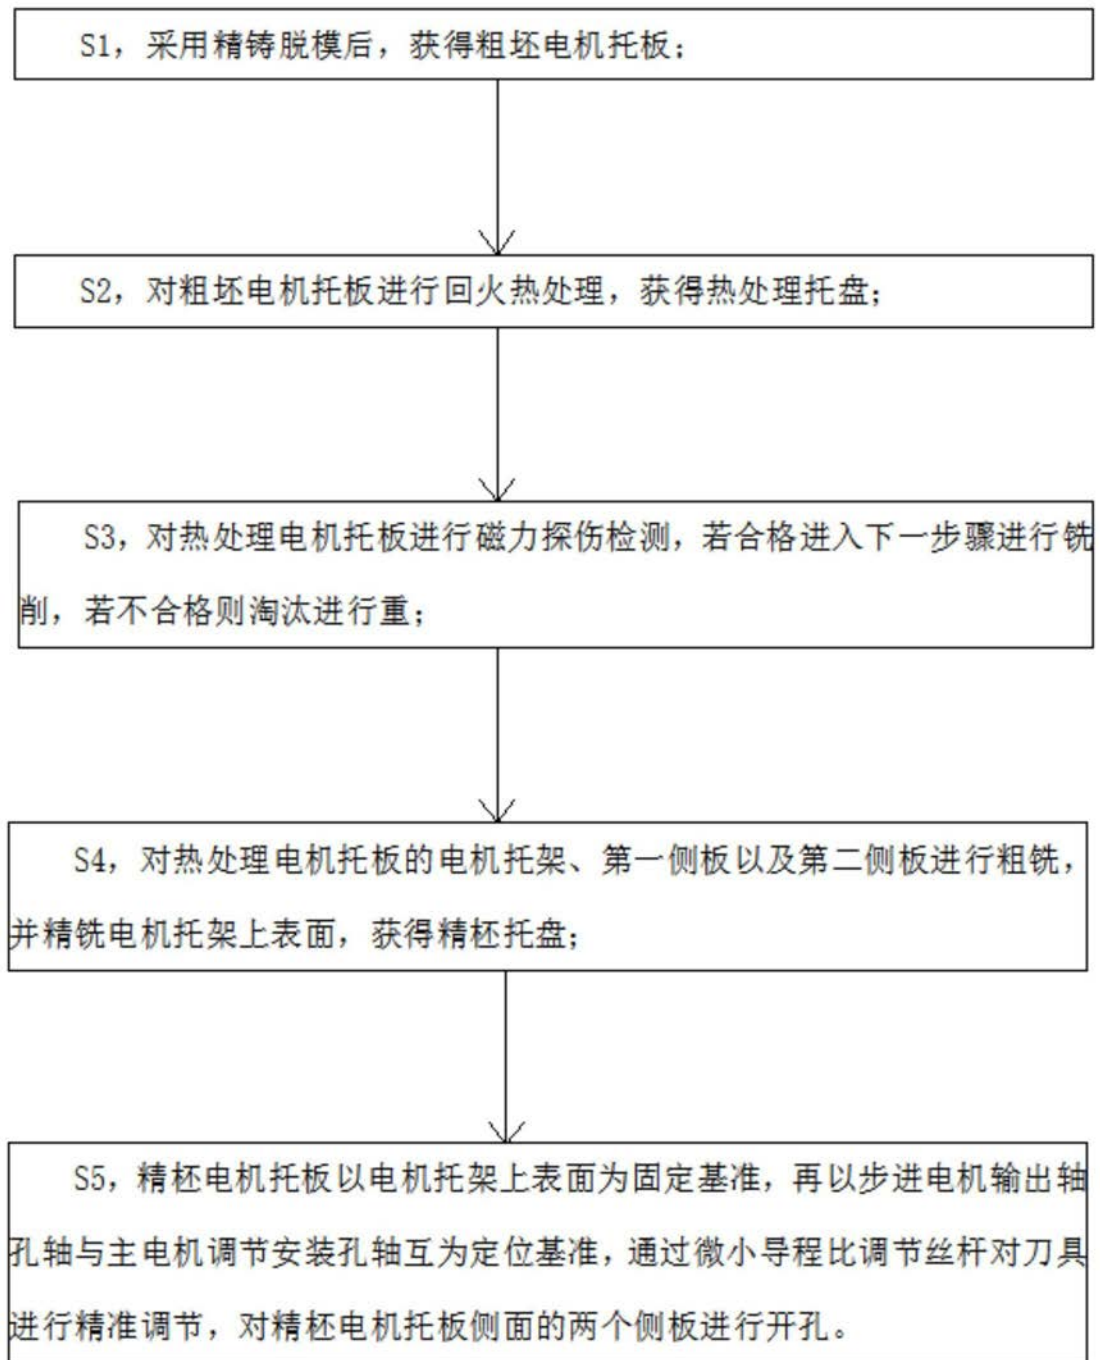 S1，采用精铸脱模后，获得粗坯电机托板；
S2，对粗坯电机托板进行回火热处理，获得热处理托盘；
S3，对热处理电机托板进行磁力探伤检测，若合格进入下一步骤进行铣
削，若不合格则淘汰进行重；
S4，对热处理电机托板的电机托架、第一侧板以及第二侧板进行粗铣，
并精铣电机托架上表面，获得精柸托盘；
S5，精柸电机托板以电机托架上表面为固定基准，再以步进电机输出轴
孔轴与主电机调节安装孔轴互为定位基准，通过微小导程比调节丝杆对刀具
进行精准调节，对精柸电机托板侧面的两个侧板进行开孔。